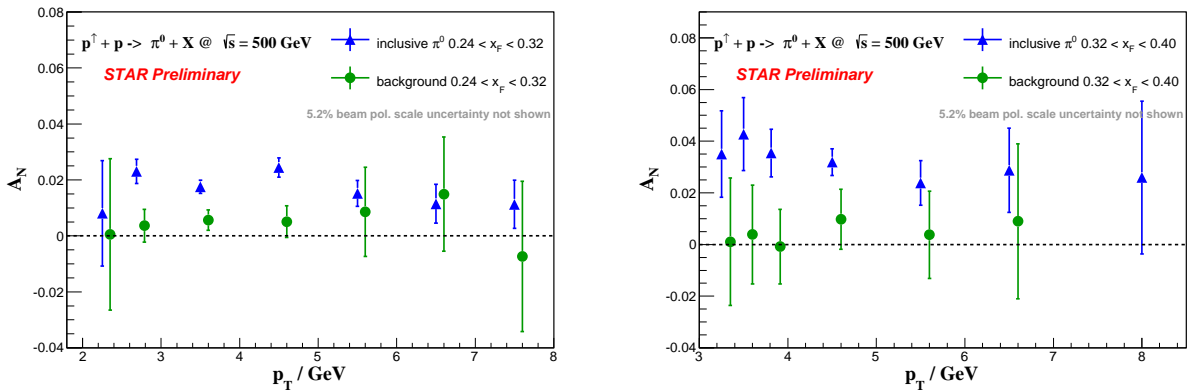 p↑ + p -> π⁰ + X @ √s = 500 GeV
STAR Preliminary
inclusive π⁰ 0.24 < x_F < 0.32
background 0.24 < x_F < 0.32
5.2% beam pol. scale uncertainty not shown
A_N
0.08
0.06
0.04
0.02
0
-0.02
-0.04
2 3 4 5 6 7 8
p_T / GeV
p↑ + p -> π⁰ + X @ √s = 500 GeV
STAR Preliminary
inclusive π⁰ 0.32 < x_F < 0.40
background 0.32 < x_F < 0.40
5.2% beam pol. scale uncertainty not shown
A_N
0.08
0.06
0.04
0.02
0
-0.02
-0.04
3 4 5 6 7 8
p_T / GeV